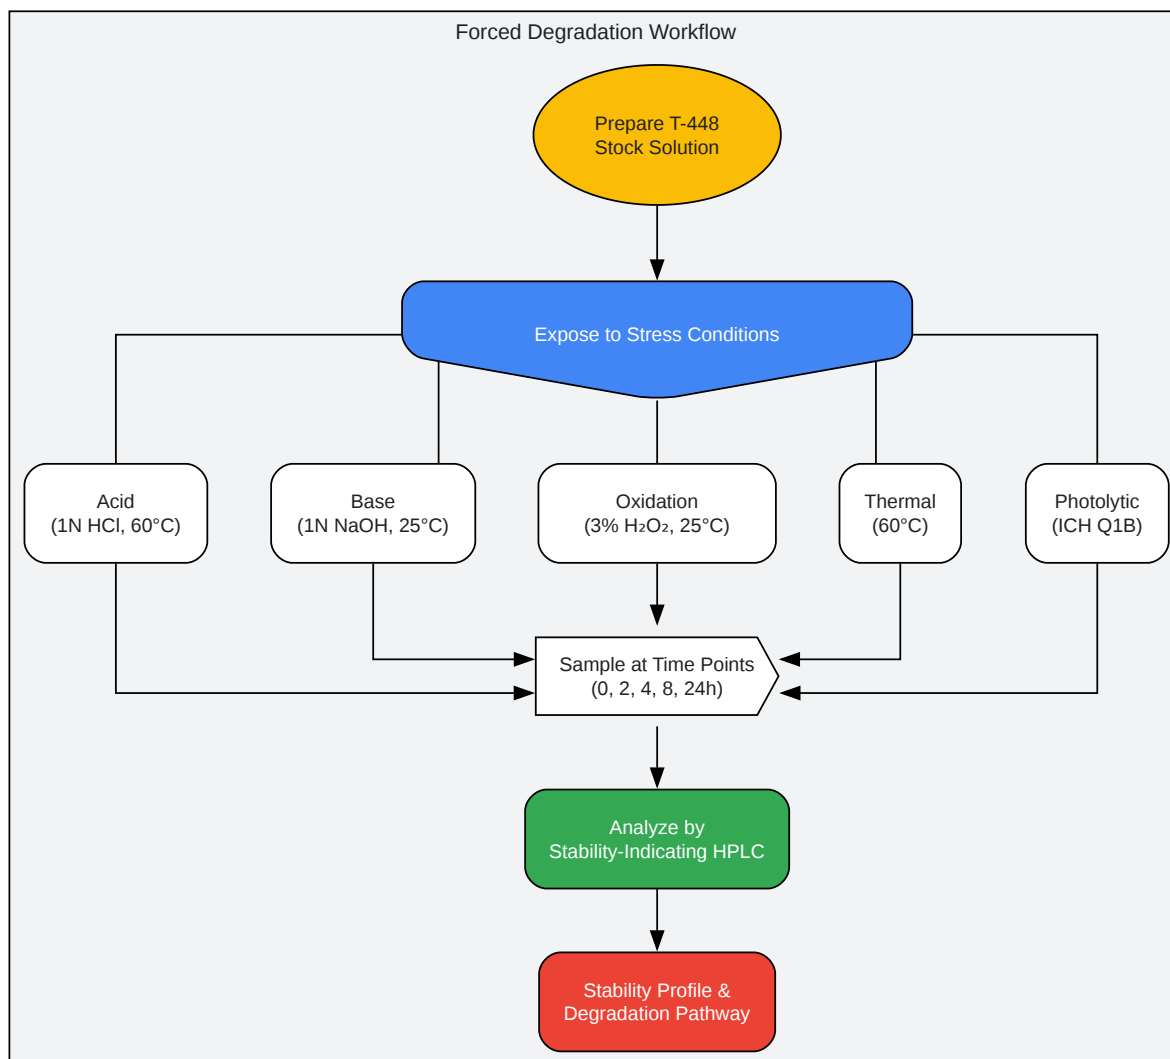 Forced Degradation Workflow
Prepare T-448
Stock Solution
Expose to Stress Conditions
Acid
(1N HCl, 60°C)
Base
(1N NaOH, 25°C)
Oxidation
(3% H₂O₂, 25°C)
Thermal
(60°C)
Photolytic
(ICH Q1B)
Sample at Time Points
(0, 2, 4, 8, 24h)
Analyze by
Stability-Indicating HPLC
Stability Profile &
Degradation Pathway